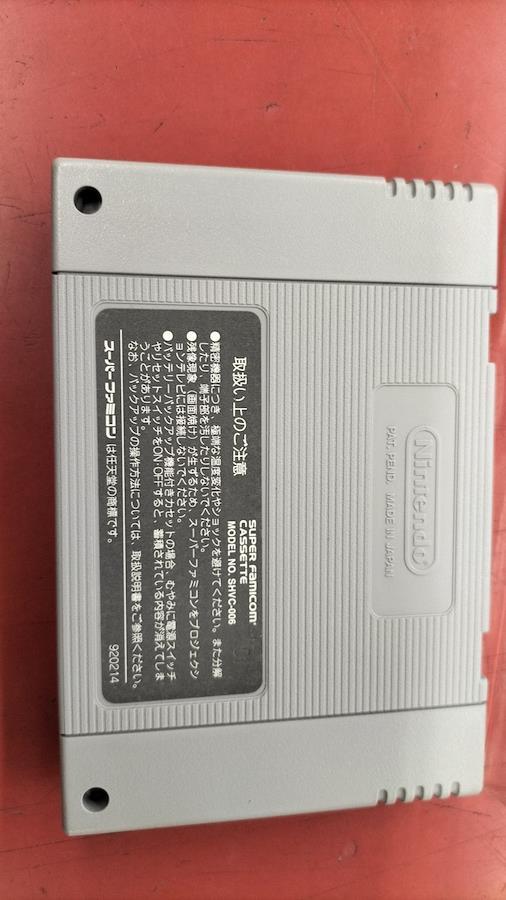 Nintendo
PAT. PEND. MADE IN JAPAN
取扱い上のご注意
SUPER FAMICOM
CASSETTE
MODEL NO. SHVC-006
●精密機器につき、極端な温度変化やショックを避けてください。また分解
したり、端子部を汚したりしないでください。
●残像現象(画面焼け)が生ずるため、スーパーファミコンをプロジェクシ
ョンテレビには接続しないでください。
●バッテリーバックアップ機能付きカセットの場合、むやみに電源スイッチ
やリセットスイッチをON・OFFすると、蓄積されている内容が消えてしま
うことがあります。
なお、バックアップの操作方法については、取扱説明書をご参照ください。
スーパーファミコン は任天堂の商標です。
920214